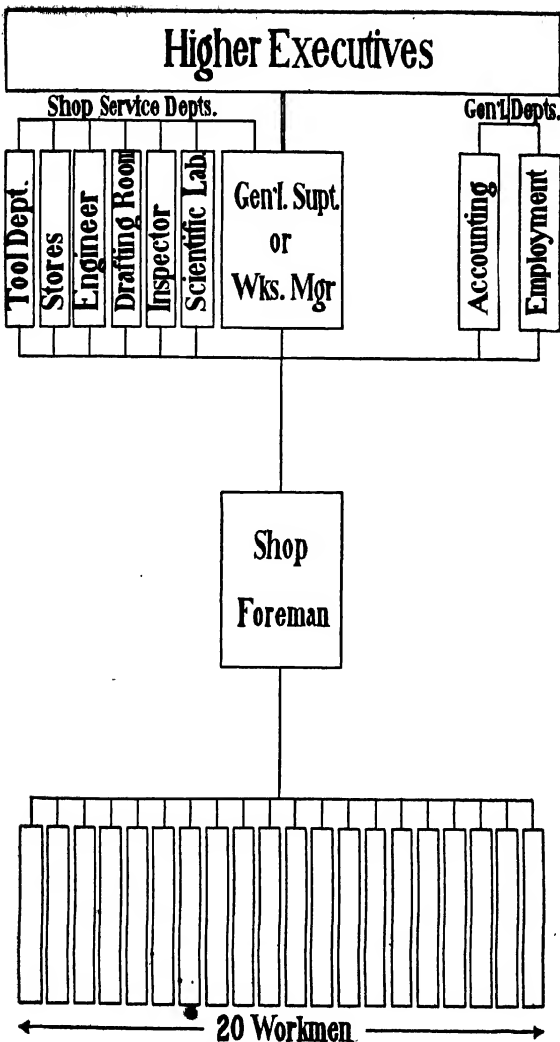 Higher Executives
Shop Service Depts.
Gen'l. Depts.
Tool Dept.
Stores
Engineer
Drafting Room
Inspector
Scientific Lab.
Gen'l. Supt.
or
Wks. Mgr
Accounting
Employment
Shop
Foreman
20 Workmen